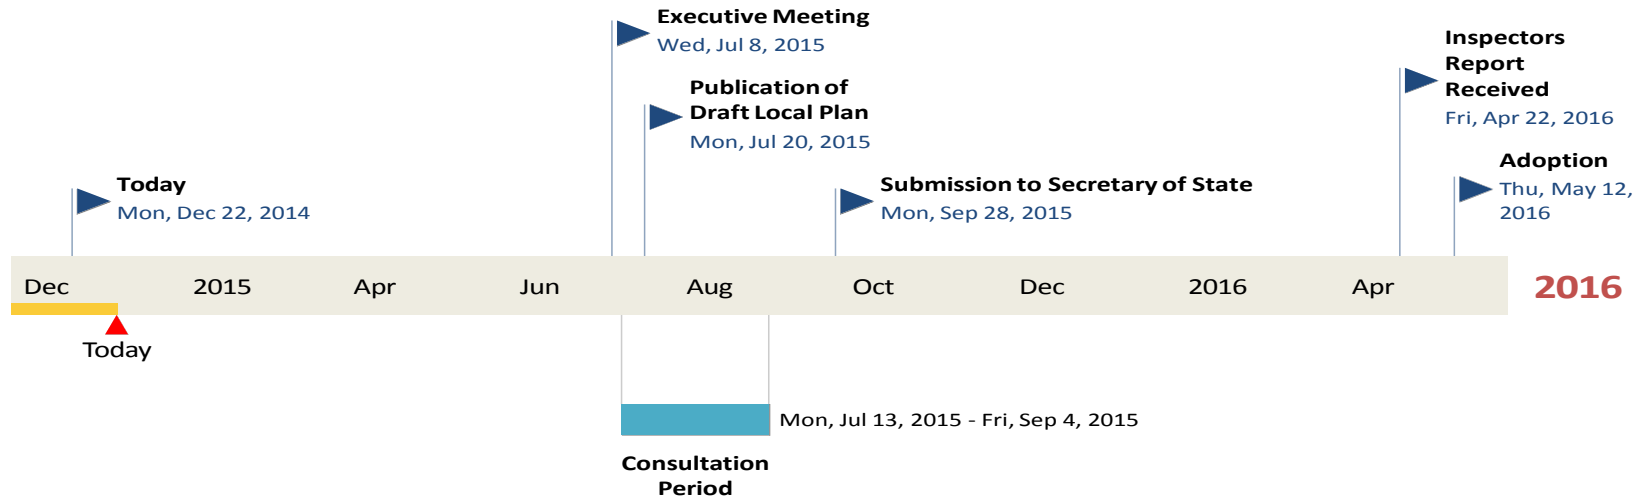 Executive Meeting
Wed, Jul 8, 2015
Inspectors
Report
Received
Fri, Apr 22, 2016
Publication of
Draft Local Plan
Mon, Jul 20, 2015
Adoption
Thu, May 12,
2016
Today
Mon, Dec 22, 2014
Submission to Secretary of State
Mon, Sep 28, 2015
Dec 2015 Apr Jun Aug Oct Dec 2016 Apr 2016
Today
Mon, Jul 13, 2015 - Fri, Sep 4, 2015
Consultation
Period